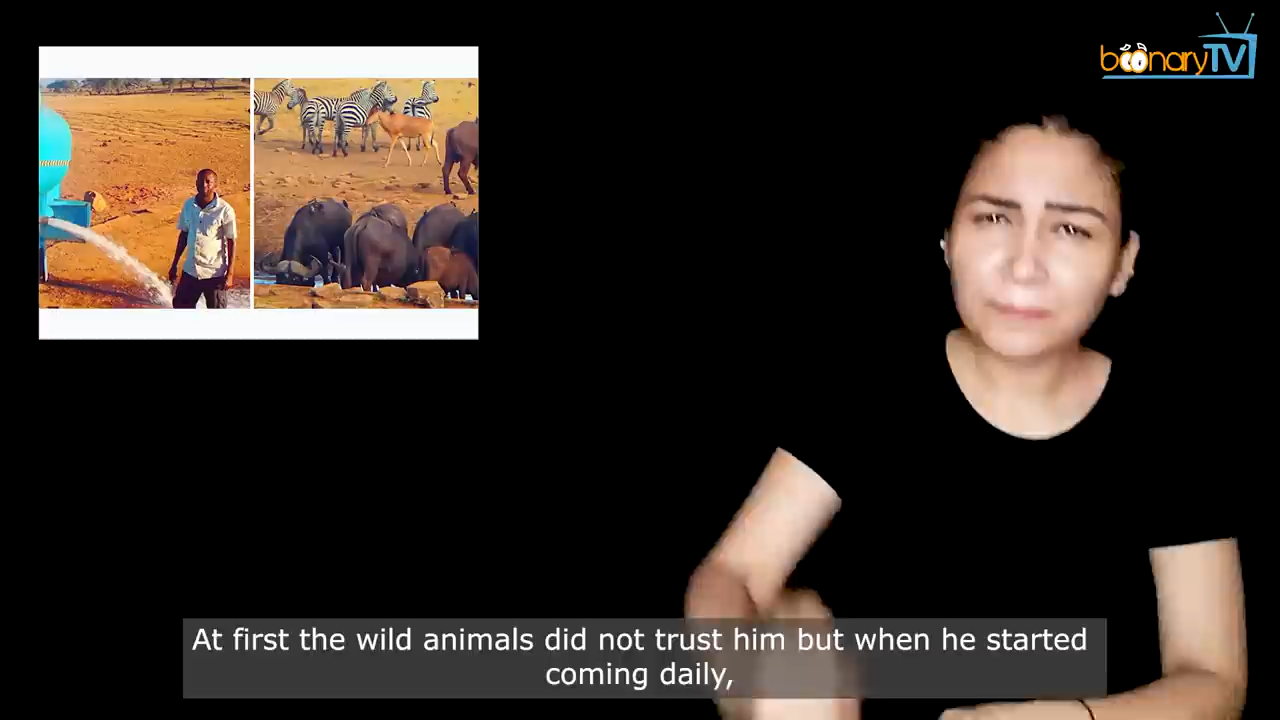 boonaryTV
At first the wild animals did not trust him but when he started
coming daily,